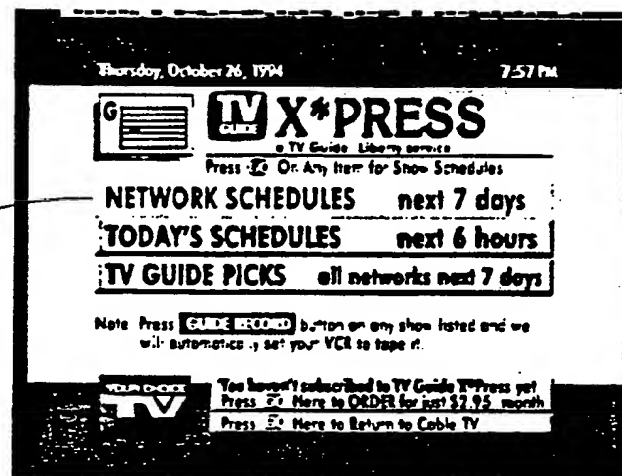 Thursday, October 26, 1994 7:57 PM
G
TV GUIDE X*PRESS
a TV Guide Liberty service
Press On Any Item for Show Schedules
NETWORK SCHEDULES next 7 days
TODAY'S SCHEDULES next 6 hours
TV GUIDE PICKS all networks next 7 days
Note Press GUIDE RECORD button on any show listed and we
will automatically set your VCR to tape it.
YOUR CHOICE
TV
You haven't subscribed to TV Guide X*Press yet
Press Here to ORDER for just $2.95 month
Press Here to Return to Cable TV